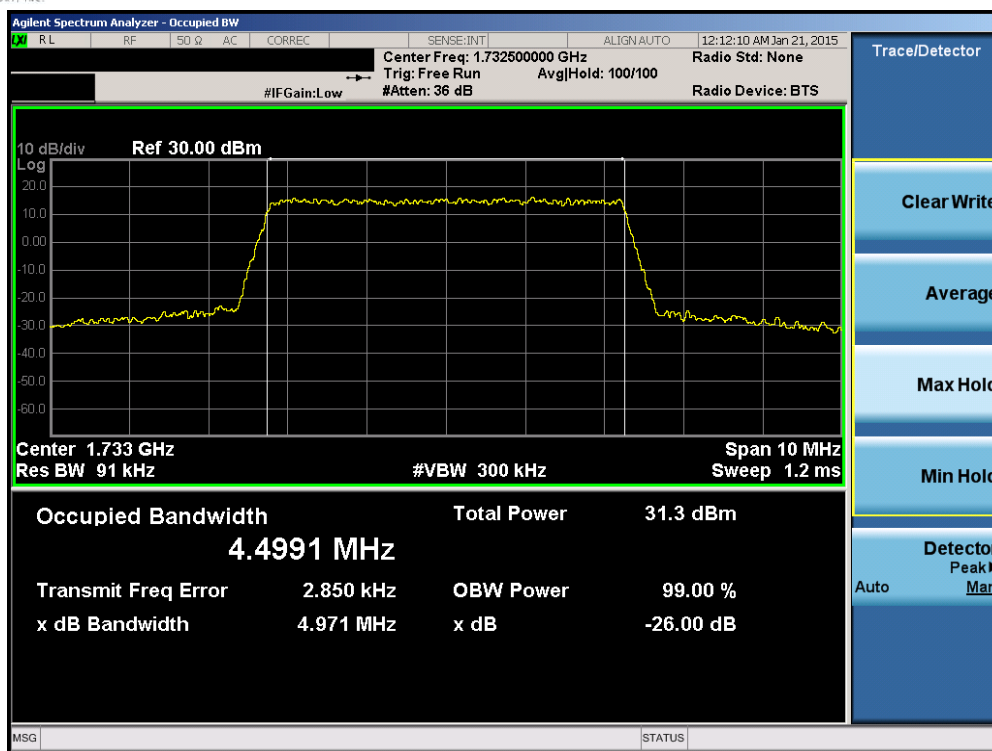 Agilent Spectrum Analyzer - Occupied BW
LXI RL RF 50 Ω AC CORREC SENSE:INT ALIGN AUTO 12:12:10 AM Jan 21, 2015
Center Freq: 1.732500000 GHz Radio Std: None
Trig: Free Run Avg|Hold: 100/100
#IFGain:Low #Atten: 36 dB Radio Device: BTS
Trace/Detector
10 dB/div Ref 30.00 dBm
Log
20.0
10.0
0.00
-10.0
-20.0
-30.0
-40.0
-50.0
-60.0
Center 1.733 GHz Span 10 MHz
Res BW 91 kHz #VBW 300 kHz Sweep 1.2 ms
Occupied Bandwidth Total Power 31.3 dBm
4.4991 MHz
Transmit Freq Error 2.850 kHz OBW Power 99.00 %
x dB Bandwidth 4.971 MHz x dB -26.00 dB
Clear Write
Average
Max Hold
Min Hold
Detector
Peak
Auto Man
MSG STATUS